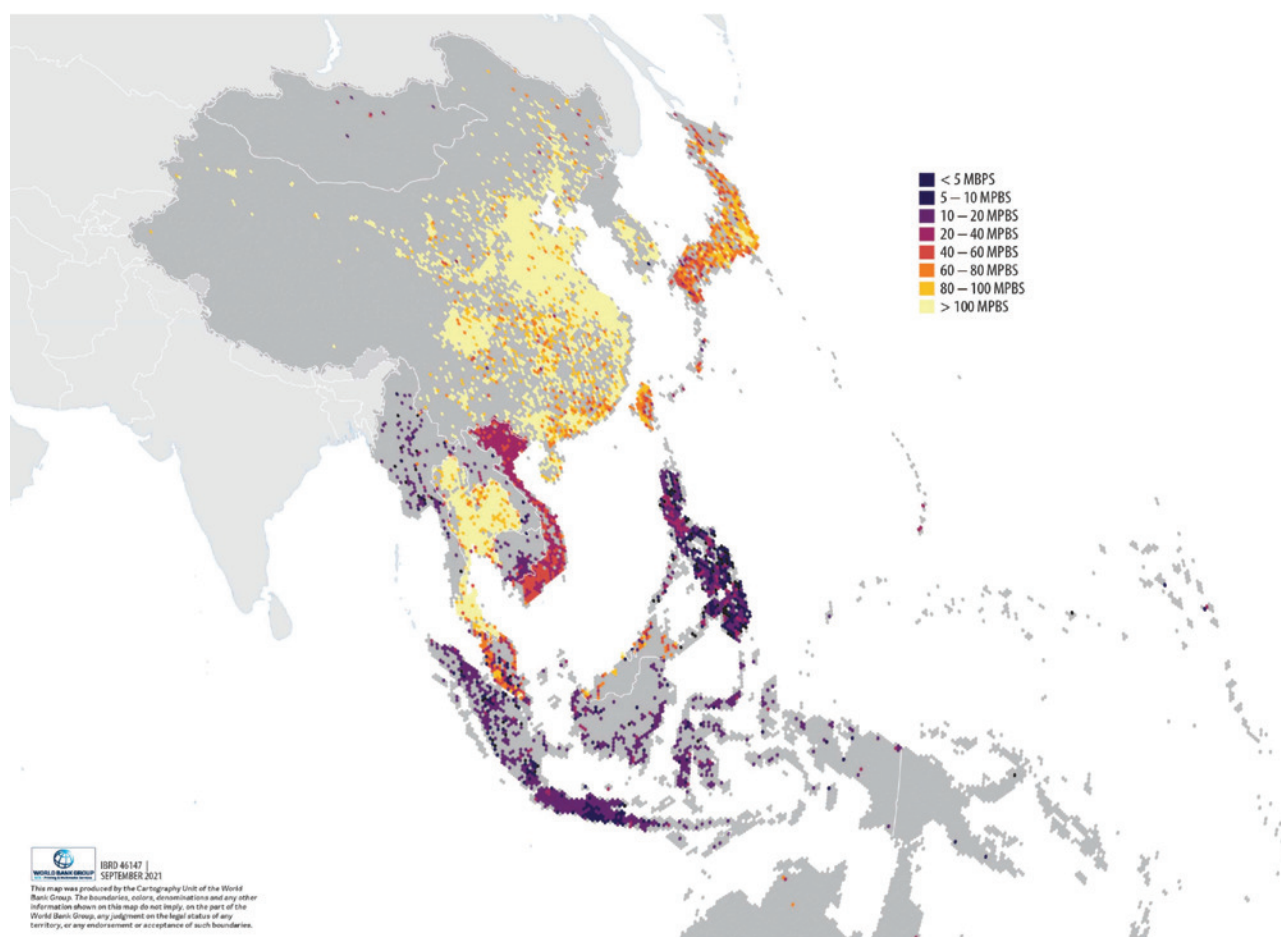 < 5 MBPS
5 – 10 MPBS
10 – 20 MPBS
20 – 40 MPBS
40 – 60 MPBS
60 – 80 MPBS
80 – 100 MPBS
> 100 MPBS
WORLD BANK GROUP
IBRD 46147 |
SEPTEMBER 2021
This map was produced by the Cartography Unit of the World
Bank Group. The boundaries, colors, denominations and any other
information shown on this map do not imply, on the part of the
World Bank Group, any judgment on the legal status of any
territory, or any endorsement or acceptance of such boundaries.